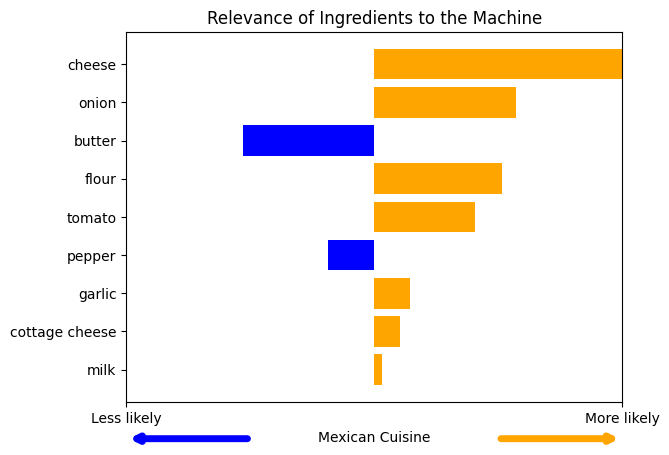 Relevance of Ingredients to the Machine
cheese
onion
butter
flour
tomato
pepper
garlic
cottage cheese
milk
Less likely
More likely
Mexican Cuisine